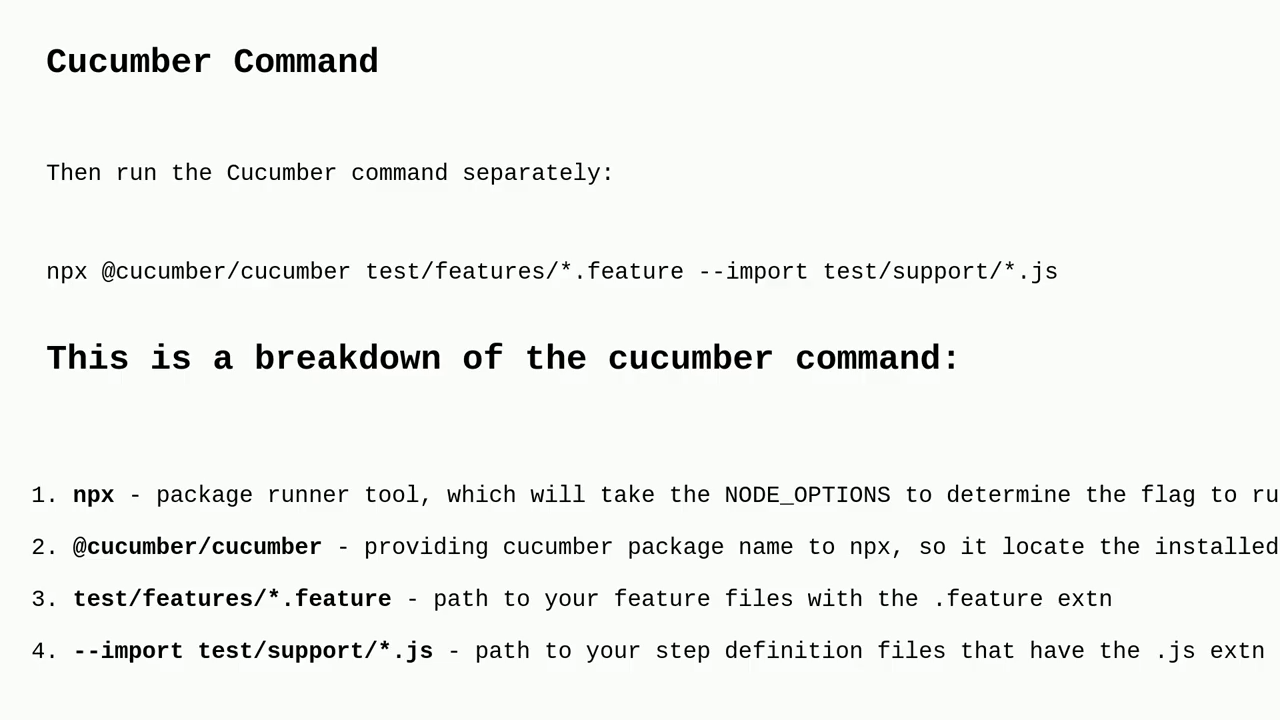 Cucumber Command
Then run the Cucumber command separately:
npx @cucumber/cucumber test/features/*.feature --import test/support/*.js
This is a breakdown of the cucumber command:
1. npx - package runner tool, which will take the NODE_OPTIONS to determine the flag to ru
2. @cucumber/cucumber - providing cucumber package name to npx, so it locate the installed
3. test/features/*.feature - path to your feature files with the .feature extn
4. --import test/support/*.js - path to your step definition files that have the .js extn